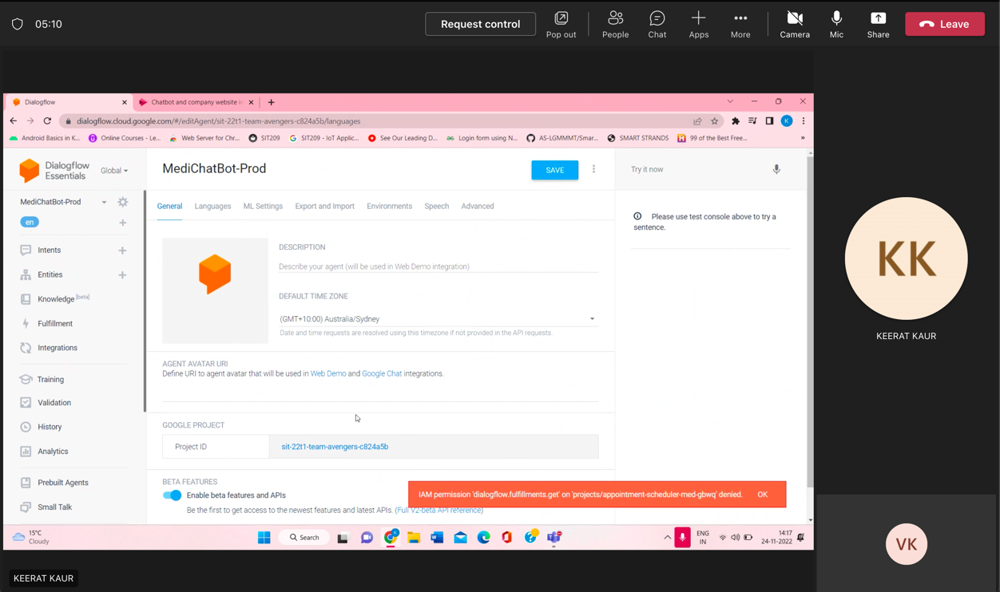 05:10
Request control
Pop out
People
Chat
Apps
More
Camera
Mic
Share
Leave
Dialogflow
Chatbot and company website in
dialogflow.cloud.google.com/#/editAgent/sit-22t1-team-avengers-c824a5b/languages
K
Android Basics in K...
Online Courses - Le...
Web Server for Chr...
SIT209
SIT209 - IoT Applic...
See Our Leading D...
Login form using N...
AS-LGMMMT/Smar...
SMART STRANDS
99 of the Best Free...
»
Dialogflow
Essentials
Global
MediChatBot-Prod
en
Intents
Entities
Knowledge [beta]
Fulfillment
Integrations
Training
Validation
History
Analytics
Prebuilt Agents
Small Talk
MediChatBot-Prod
SAVE
General
Languages
ML Settings
Export and Import
Environments
Speech
Advanced
DESCRIPTION
Describe your agent (will be used in Web Demo integration)
DEFAULT TIME ZONE
(GMT+10:00) Australia/Sydney
Date and time requests are resolved using this timezone if not provided in the API requests.
AGENT AVATAR URI
Define URI to agent avatar that will be used in Web Demo and Google Chat integrations.
GOOGLE PROJECT
Project ID
sit-22t1-team-avengers-c824a5b
BETA FEATURES
Enable beta features and APIs
Be the first to get access to the newest features and latest APIs. (Full V2-beta API reference)
Try it now
Please use test console above to try a
sentence.
IAM permission 'dialogflow.fulfillments.get' on 'projects/appointment-scheduler-med-gbwq' denied.
OK
15°C
Cloudy
Search
K
ENG
IN
14:17
24-11-2022
KK
KEERAT KAUR
VK
KEERAT KAUR